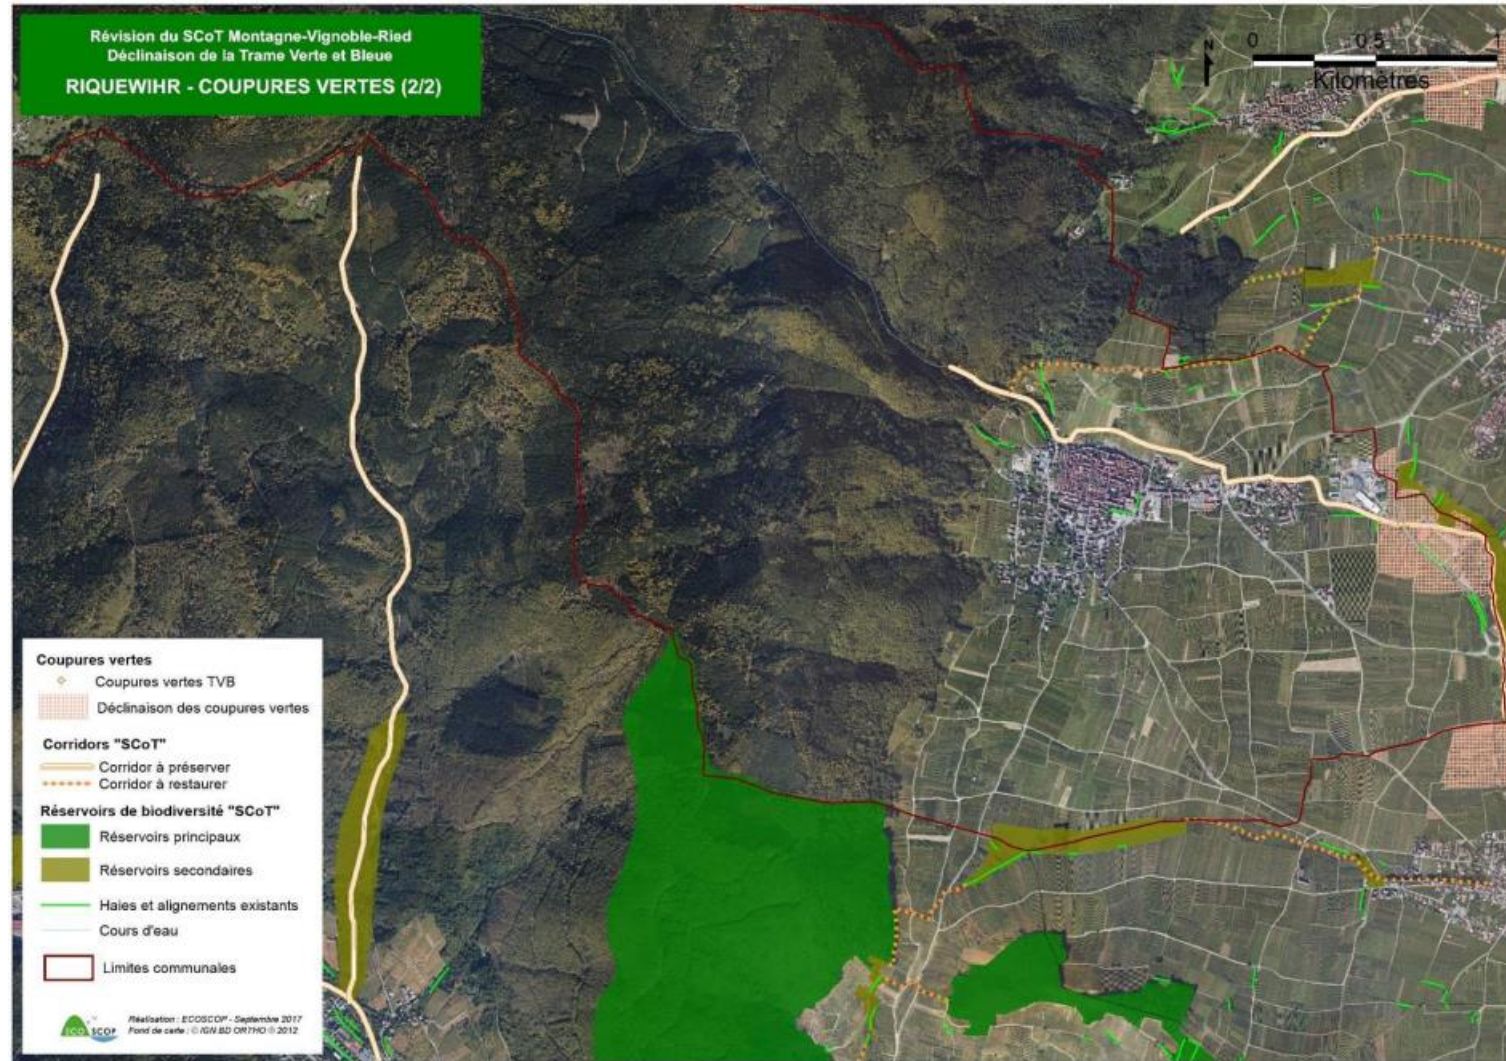 Révision du SCoT Montagne-Vignoble-Ried
Déclinaison de la Trame Verte et Bleue
RIQUEWIHR - COUPURES VERTES (2/2)
N
0 0.5 1
Kilomètres
Coupures vertes
Coupures vertes TVB
Déclinaison des coupures vertes
Corridors "SCoT"
Corridor à préserver
Corridor à restaurer
Réservoirs de biodiversité "SCoT"
Réservoirs principaux
Réservoirs secondaires
Haies et alignements existants
Cours d'eau
Limites communales
ECO SCOP
Réalisation : ECOSCOP - Septembre 2017
Fond de carte : © IGN BD ORTHO © 2012